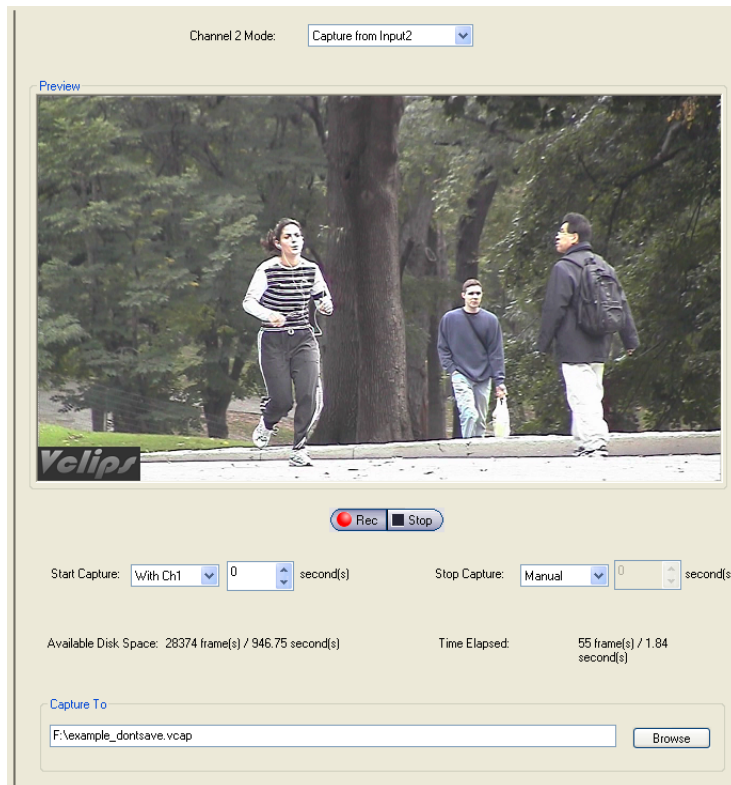 Channel 2 Mode: Capture from Input2
Preview
Vclips
Rec Stop
Start Capture: With Ch1 0 second(s) Stop Capture: Manual 0 second(s
Available Disk Space: 28374 frame(s) / 946.75 second(s) Time Elapsed: 55 frame(s) / 1.84
second(s)
Capture To
F:\example_dontsave.vcap Browse